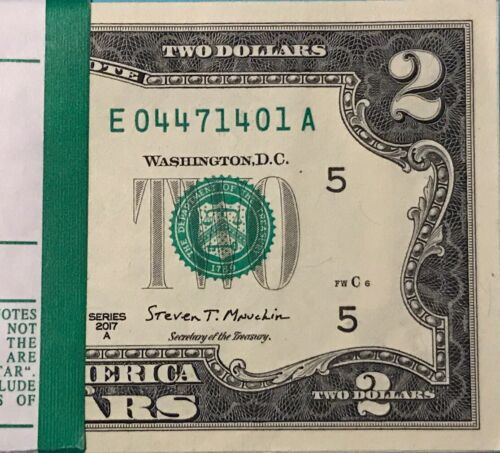 TWO DOLLARS
OTE
2
E 04471401 A
WASHINGTON, D.C.
5
TWO
THE DEPARTMENT OF THE TREASURY
1789
FW C 6
SERIES
2017
A
Steven T. Mnuchin
Secretary of the Treasury.
5
OTES
NOT
THE
ARE
TAR".
LUDE
S OF
ERICA
ARS
2
TWO DOLLARS